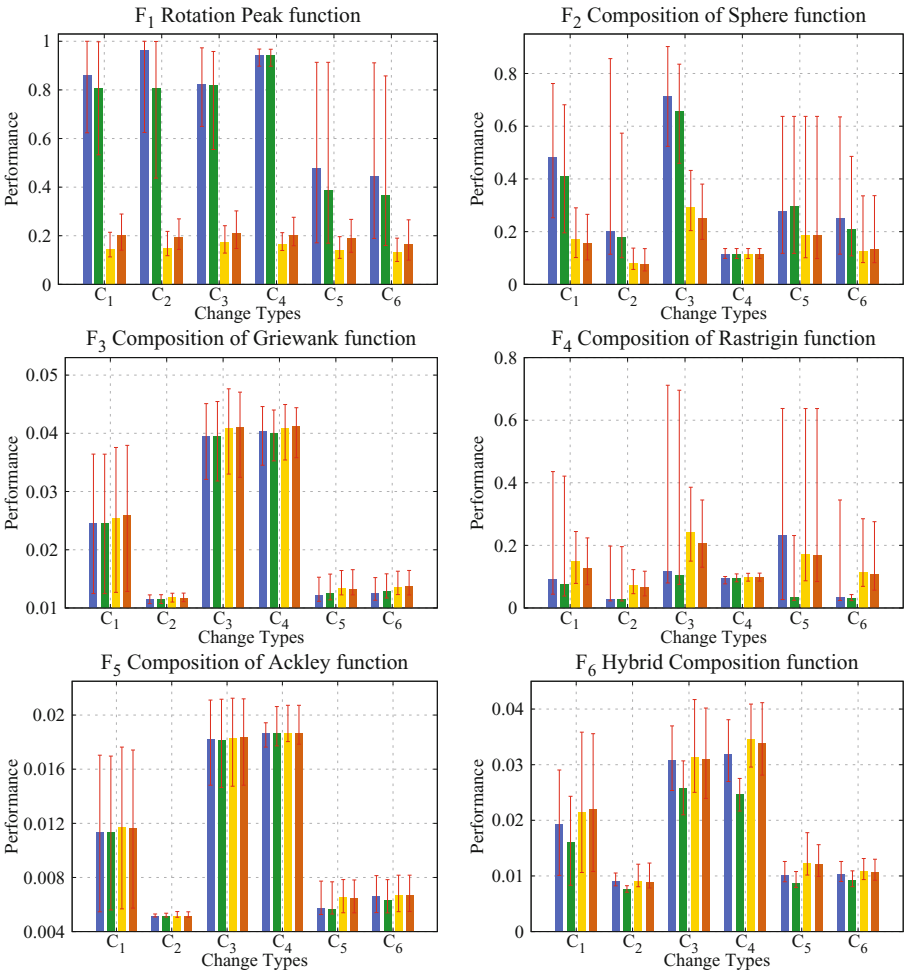 F1 Rotation Peak function
1
0.8
0.6
0.4
0.2
0
Performance
C1 C2 C3 C4 C5 C6
Change Types
F2 Composition of Sphere function
0.8
0.6
0.4
0.2
0
Performance
C1 C2 C3 C4 C5 C6
Change Types
F3 Composition of Griewank function
0.05
0.04
0.03
0.02
0.01
Performance
C1 C2 C3 C4 C5 C6
Change Types
F4 Composition of Rastrigin function
0.8
0.6
0.4
0.2
0
Performance
C1 C2 C3 C4 C5 C6
Change Types
F5 Composition of Ackley function
0.02
0.016
0.012
0.008
0.004
Performance
C1 C2 C3 C4 C5 C6
Change Types
F6 Hybrid Composition function
0.04
0.03
0.02
0.01
0
Performance
C1 C2 C3 C4 C5 C6
Change Types